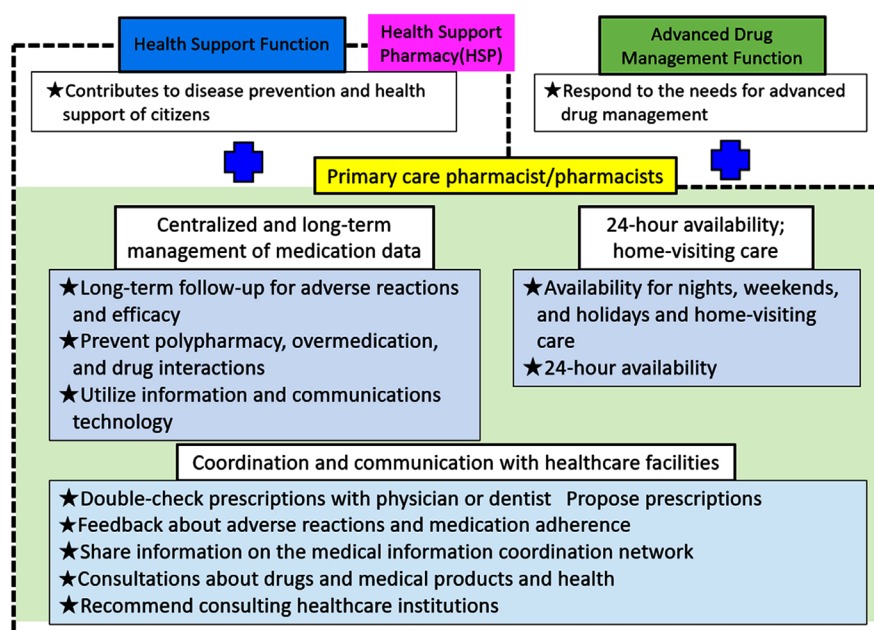 Health Support Function
Health Support
Pharmacy(HSP)
Advanced Drug
Management Function
★Contributes to disease prevention and health
support of citizens
★Respond to the needs for advanced
drug management
Primary care pharmacist/pharmacists
Centralized and long-term
management of medication data
★Long-term follow-up for adverse reactions
and efficacy
★Prevent polypharmacy, overmedication,
and drug interactions
★Utilize information and communications
technology
24-hour availability;
home-visiting care
★Availability for nights, weekends,
and holidays and home-visiting
care
★24-hour availability
Coordination and communication with healthcare facilities
★Double-check prescriptions with physician or dentist   Propose prescriptions
★Feedback about adverse reactions and medication adherence
★Share information on the medical information coordination network
★Consultations about drugs and medical products and health
★Recommend consulting healthcare institutions